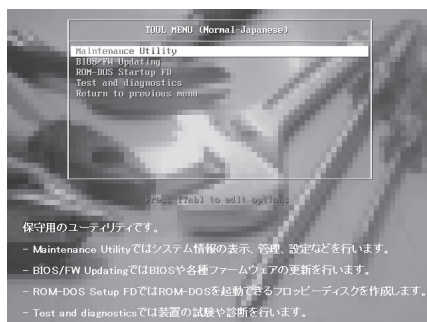 TOOL MENU (Normal-Japanese)
Maintenance Utility
BIOS/FW Updating
ROM-DOS Startup FD
Test and diagnostics
Return to previous menu
Press [Tab] to edit options
保守用のユーティリティです。
- Maintenance Utilityではシステム情報の表示、管理、設定などを行います。
- BIOS/FW UpdatingではBIOSや各種ファームウェアの更新を行います。
- ROM-DOS Setup FDではROM-DOSを起動できるフロッピーディスクを作成します。
- Test and diagnosticsでは装置の試験や診断を行います。